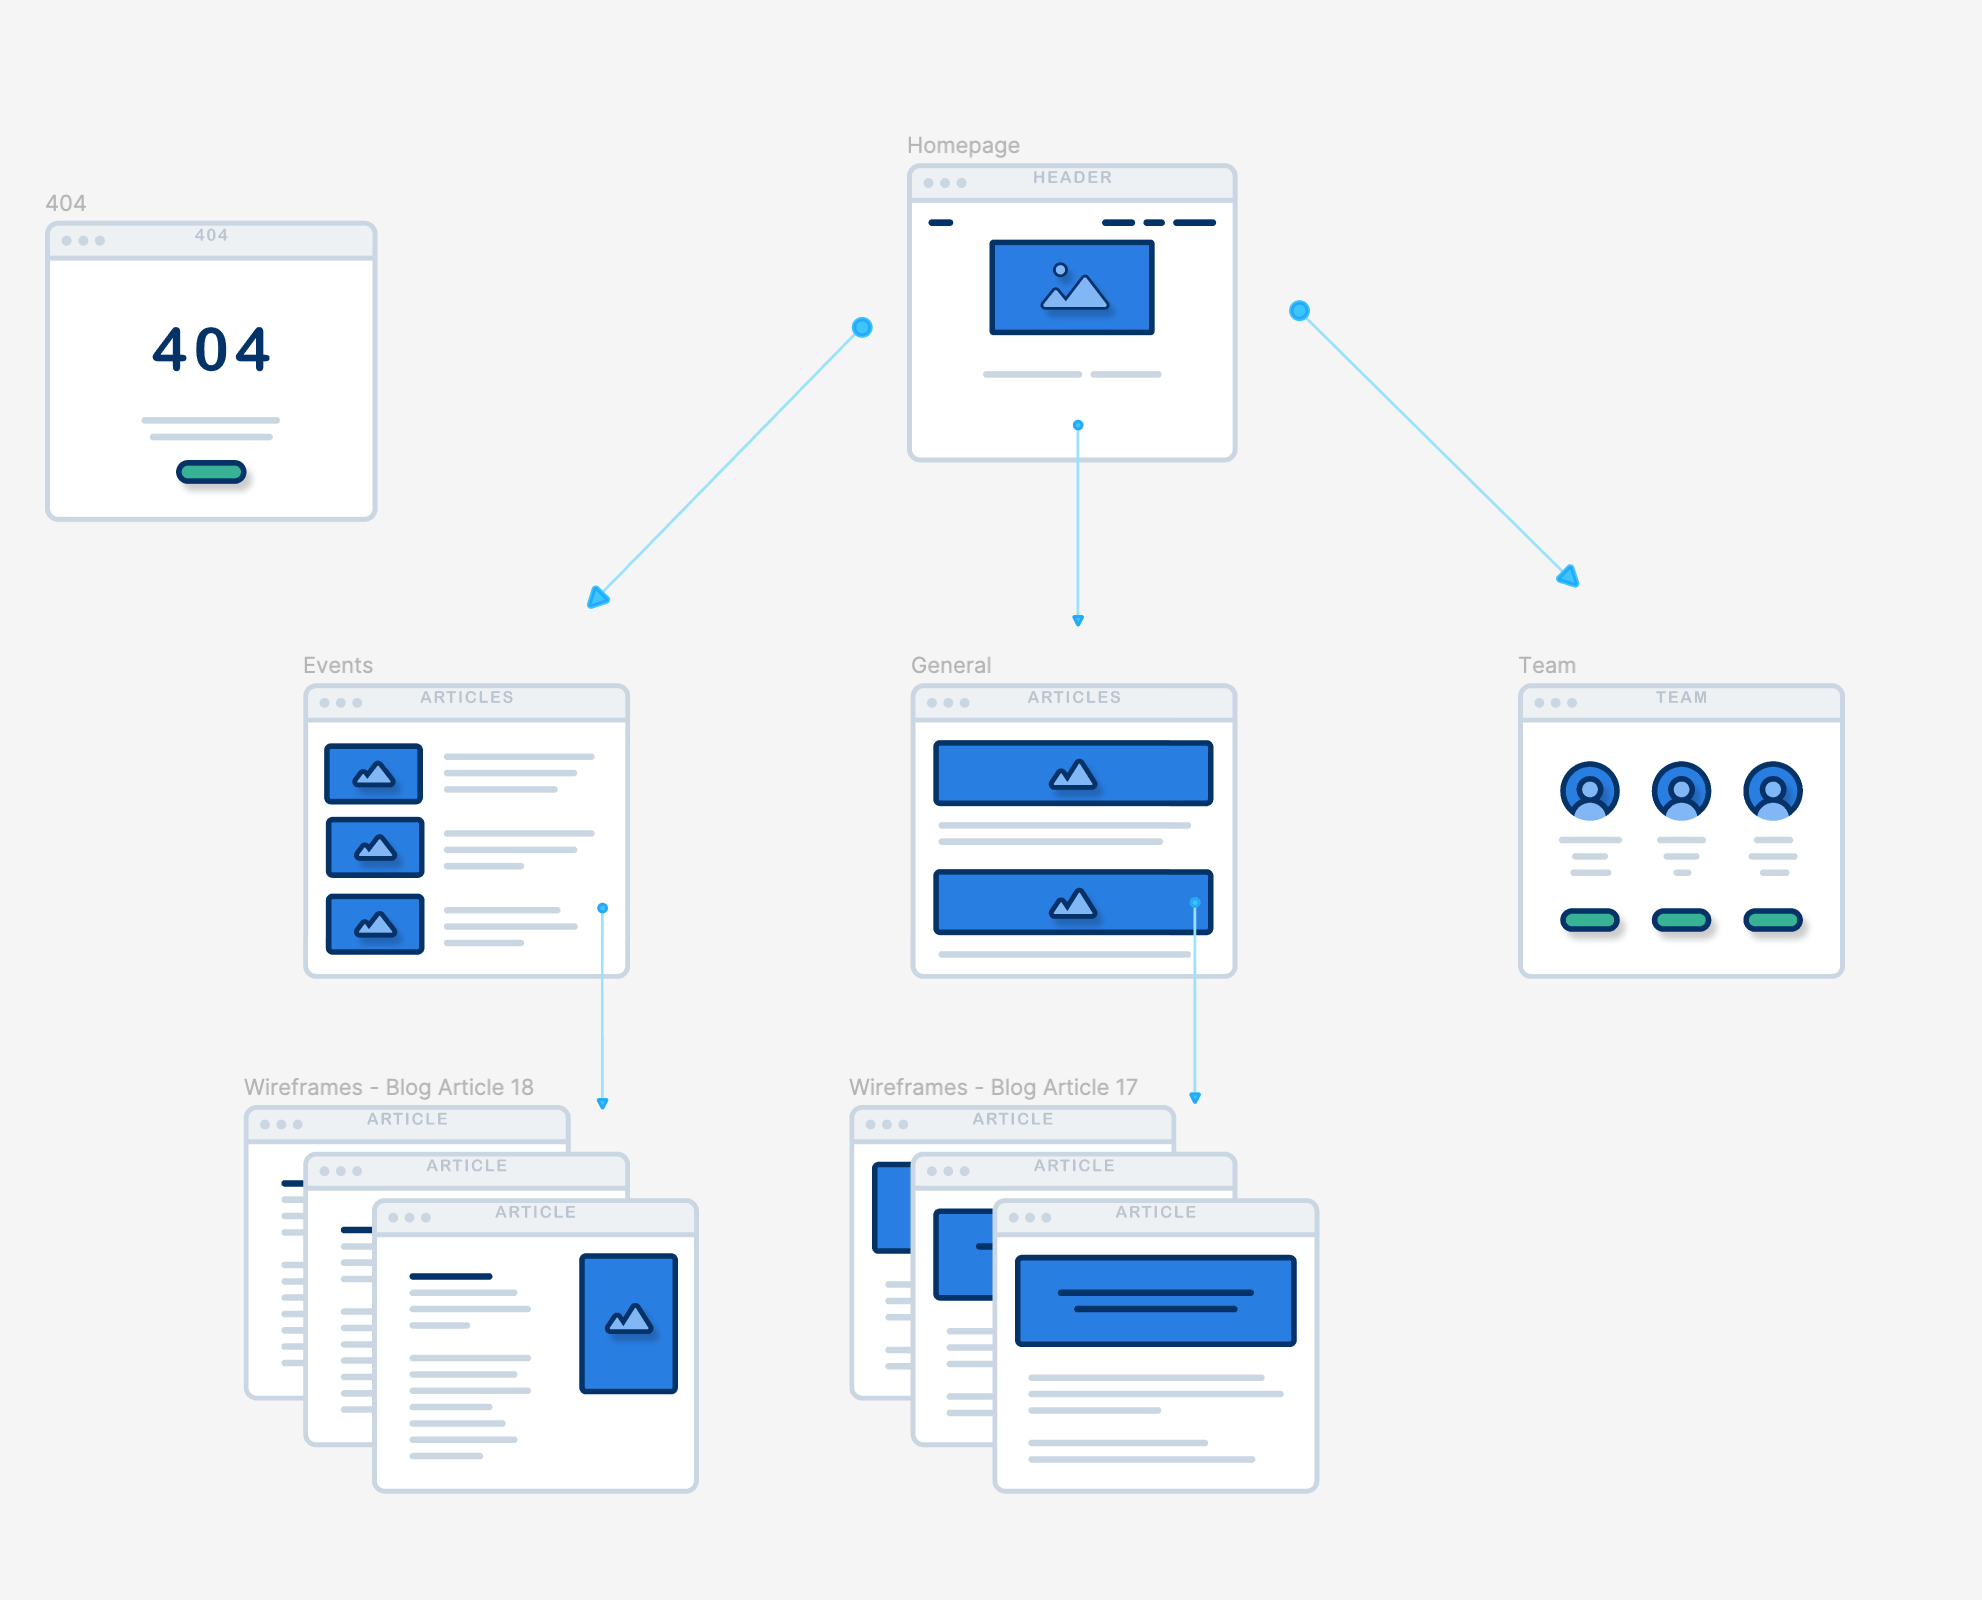 Homepage
HEADER
404
404
404
Events
ARTICLES
General
ARTICLES
Team
TEAM
Wireframes - Blog Article 18
ARTICLE
ARTICLE
ARTICLE
Wireframes - Blog Article 17
ARTICLE
ARTICLE
ARTICLE